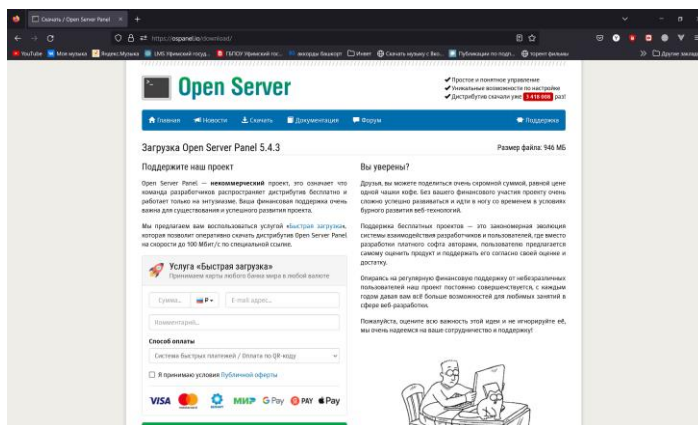 Скачать / Open Server Panel
https://ospanel.io/download/
YouTube Моя музыка Яндекс.Музыка LMS Уфимский госуд... аккорды башкорт Инвет Скачать музыку с Вко... Публикации по подп... торент фильмы Другие закладки
Open Server
Простое и понятное управление
Уникальные возможности по настройке
Дистрибутив скачали уже 3 418 006 раз!
Главная Новости Скачать Документация Форум Поддержка
Загрузка Open Server Panel 5.4.3
Размер файла: 946 МБ
Поддержите наш проект
Open Server Panel — некоммерческий проект, это означает что
команда разработчиков распространяет дистрибутив бесплатно и
работает только на энтузиазме. Ваша финансовая поддержка очень
важна для существования и успешного развития проекта.
Мы предлагаем вам воспользоваться услугой «Быстрая загрузка»,
которая позволит оперативно скачать дистрибутив Open Server Panel
на скорости до 100 Мбит/с по специальной ссылке.
Услуга «Быстрая загрузка»
Принимаем карты любого банка мира в любой валюте
Сумма... ₽ E-mail адрес...
Комментарий...
Способ оплаты
Система быстрых платежей / Оплата по QR-коду
Я принимаю условия Публичной оферты
VISA МИР G Pay PAY Pay
Вы уверены?
Друзья, вы можете поделиться очень скромной суммой, равной цене
одной чашки кофе. Без вашего финансового участия проекту очень
сложно успешно развиваться и идти в ногу со временем в условиях
бурного развития веб-технологий.
Поддержка бесплатных проектов — это закономерная эволюция
системы взаимодействия разработчиков и пользователей, где вместо
разработки платного софта авторами, пользователю предлагается
самому оценить продукт и поддержать его согласно своей оценке и
достатку.
Опираясь на регулярную финансовую поддержку от небезразличных
пользователей наш проект постоянно совершенствуется, с каждым
годом давая вам всё больше возможностей для любимых занятий в
сфере веб-разработки.
Пожалуйста, оцените всю важность этой идеи и не игнорируйте её,
мы очень надеемся на ваше сотрудничество и поддержку!